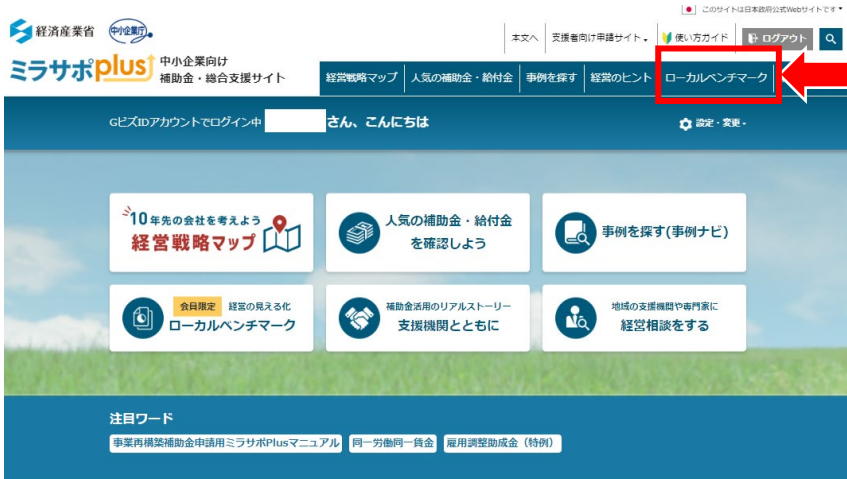 このサイトは日本政府公式Webサイトです
経済産業省 中小企業庁
本文へ 支援者向け申請サイト 使い方ガイド ログアウト
ミラサポplus 中小企業向け
補助金・総合支援サイト
経営戦略マップ 人気の補助金・給付金 事例を探す 経営のヒント ローカルベンチマーク
GビズIDアカウントでログイン中 さん、こんにちは 設定・変更
10年先の会社を考えよう
経営戦略マップ
人気の補助金・給付金
を確認しよう
事例を探す(事例ナビ)
会員限定 経営の見える化
ローカルベンチマーク
補助金活用のリアルストーリー
支援機関とともに
地域の支援機関や専門家に
経営相談をする
注目ワード
事業再構築補助金申請用ミラサポPlusマニュアル 同一労働同一賃金 雇用調整助成金（特例）